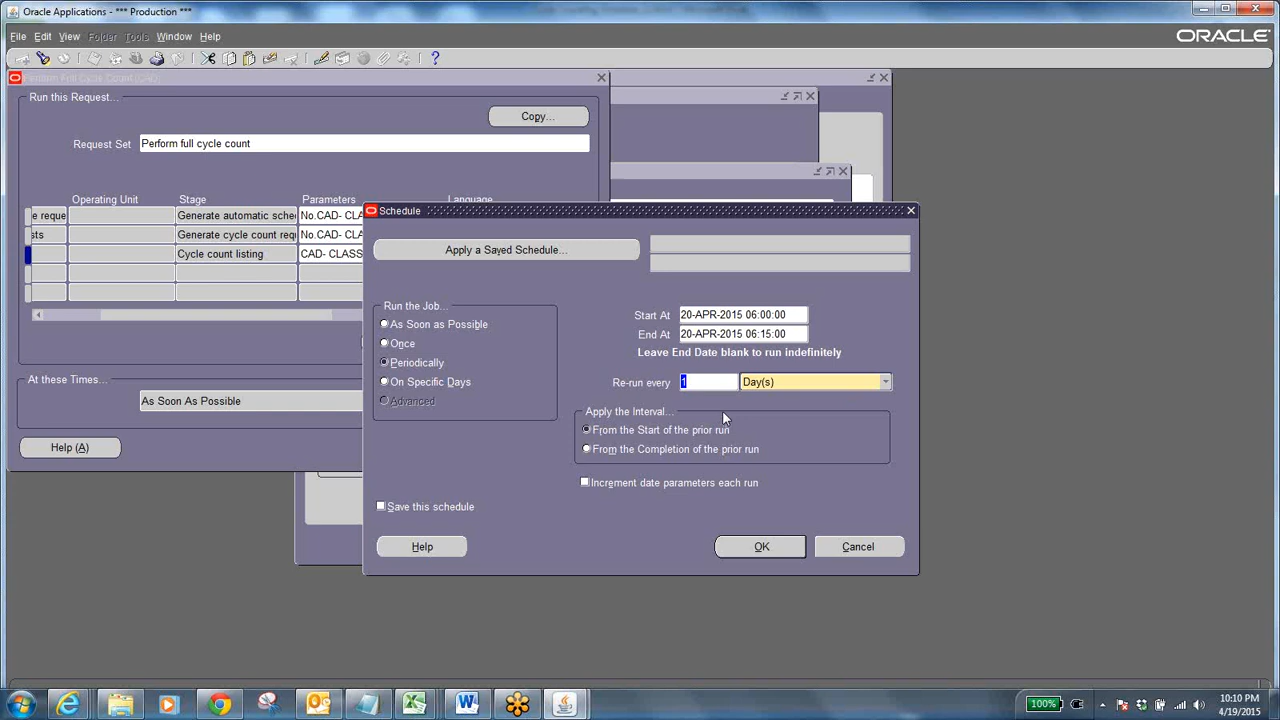 Oracle Applications - *** Production ***
File Edit View Folder Tools Window Help
ORACLE
Perform Full Cycle Count (CAD)
Run this Request...
Copy...
Request Set Perform full cycle count
Operating Unit Stage Parameters Language
e reque Generate automatic sche No.CAD- CLA
sts Generate cycle count req No.CAD- CLA
Cycle count listing CAD- CLASS
At these Times...
As Soon As Possible
Help (A)
Schedule
Apply a Saved Schedule...
Run the Job...
As Soon as Possible
Once
Periodically
On Specific Days
Advanced
Start At 20-APR-2015 06:00:00
End At 20-APR-2015 06:15:00
Leave End Date blank to run indefinitely
Re-run every 1 Day(s)
Apply the Interval...
From the Start of the prior run
From the Completion of the prior run
Increment date parameters each run
Save this schedule
Help OK Cancel
100%
10:10 PM
4/19/2015